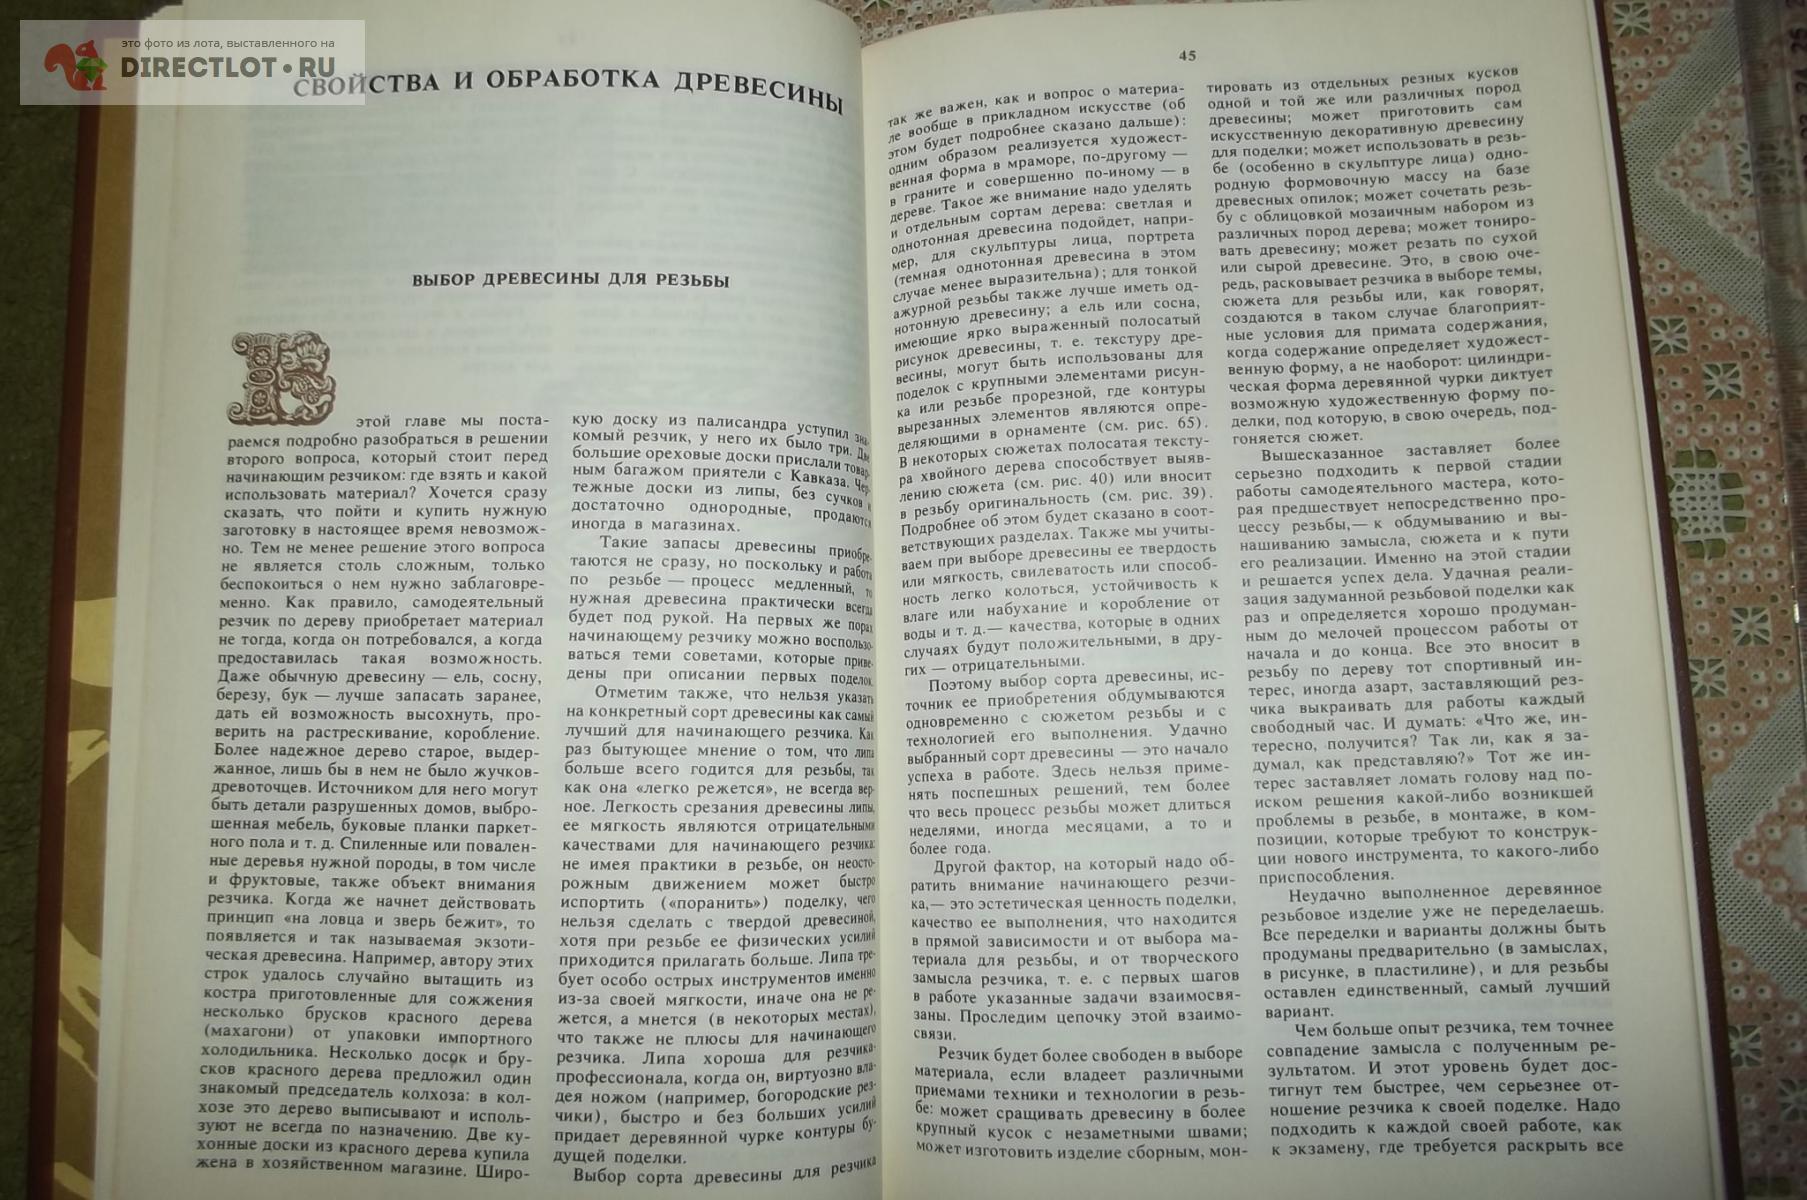 это фото из лота, выставленного на
DIRECTLOT.RU
СВОЙСТВА И ОБРАБОТКА ДРЕВЕСИНЫ
ВЫБОР ДРЕВЕСИНЫ ДЛЯ РЕЗЬБЫ
В этой главе мы поста-
раемся подробно разобраться в решении
второго вопроса, который стоит перед
начинающим резчиком: где взять и какой
использовать материал? Хочется сразу
сказать, что пойти и купить нужную
заготовку в настоящее время невозмож-
но. Тем не менее решение этого вопроса
не является столь сложным, только
беспокоиться о нем нужно заблаговре-
менно. Как правило, самодеятельный
резчик по дереву приобретает материал
не тогда, когда он потребовался, а когда
предоставилась такая возможность.
Даже обычную древесину — ель, сосну,
березу, бук — лучше запасать заранее,
дать ей возможность высохнуть, про-
верить на растрескивание, коробление.
Более надежное дерево старое, выдер-
жанное, лишь бы в нем не было жучков-
древоточцев. Источником для него могут
быть детали разрушенных домов, выбро-
шенная мебель, буковые планки паркет-
ного пола и т. д. Спиленные или повален-
ные деревья нужной породы, в том числе
и фруктовые, также объект внимания
резчика. Когда же начнет действовать
принцип «на ловца и зверь бежит», то
появляется и так называемая экзоти-
ческая древесина. Например, автору этих
строк удалось случайно вытащить из
костра приготовленные для сожжения
несколько брусков красного дерева
(махагони) от упаковки импортного
холодильника. Несколько досок и бру-
сков красного дерева предложил один
знакомый председатель колхоза: в кол-
хозе это дерево выписывают и исполь-
зуют не всегда по назначению. Две ку-
хонные доски из красного дерева купила
жена в хозяйственном магазине. Широ-
кую доску из палисандра уступил зна-
комый резчик, у него их было три. Две
большие ореховые доски прислали товар-
ным багажом приятели с Кавказа. Чер-
тежные доски из липы, без сучков и
достаточно однородные, продаются
иногда в магазинах.
Такие запасы древесины приобре-
таются не сразу, но поскольку и работа
по резьбе — процесс медленный, то
нужная древесина практически всегда
будет под рукой. На первых же порах
начинающему резчику можно воспользо-
ваться теми советами, которые приве-
дены при описании первых поделок.
Отметим также, что нельзя указать
на конкретный сорт древесины как самый
лучший для начинающего резчика. Как
раз бытующее мнение о том, что липа
больше всего годится для резьбы, так
как она «легко режется», не всегда вер-
ное. Легкость срезания древесины липы,
ее мягкость являются отрицательными
качествами для начинающего резчика:
не имея практики в резьбе, он неосто-
рожным движением может быстро
испортить («поранить») поделку, чего
нельзя сделать с твердой древесиной,
хотя при резьбе ее физических усилий
приходится прилагать больше. Липа тре-
бует особо острых инструментов именно
из-за своей мягкости, иначе она не ре-
жется, а мнется (в некоторых местах),
что также не плюсы для начинающего
резчика. Липа хороша для резчика-
профессионала, когда он, виртуозно вла-
дея ножом (например, богородские рез-
чики), быстро и без больших усилий
придает деревянной чурке контуры бу-
дущей поделки.
Выбор сорта древесины для резчика
45
так же важен, как и вопрос о материа-
ле вообще в прикладном искусстве (об
этом будет подробнее сказано дальше):
одним образом реализуется художест-
венная форма в мраморе, по-другому —
в граните и совершенно по-иному — в
дереве. Такое же внимание надо уделять
и отдельным сортам дерева: светлая и
однотонная древесина подойдет, напри-
мер, для скульптуры лица, портрета
(темная однотонная древесина в этом
случае менее выразительна); для тонкой
ажурной резьбы также лучше иметь од-
нотонную древесину; а ель или сосна,
имеющие ярко выраженный полосатый
рисунок древесины, т. е. текстуру дре-
весины, могут быть использованы для
поделок с крупными элементами рисун-
ка или резьбе прорезной, где контуры
вырезанных элементов являются опре-
деляющими в орнаменте (см. рис. 65).
В некоторых сюжетах полосатая тексту-
ра хвойного дерева способствует выяв-
лению сюжета (см. рис. 40) или вносит
в резьбу оригинальность (см. рис. 39).
Подробнее об этом будет сказано в соот-
ветствующих разделах. Также мы учиты-
ваем при выборе древесины ее твердость
или мягкость, свилеватость или способ-
ность легко колоться, устойчивость к
влаге или набухание и коробление от
воды и т. д.— качества, которые в одних
случаях будут положительными, в дру-
гих — отрицательными.
Поэтому выбор сорта древесины, ис-
точник ее приобретения обдумываются
одновременно с сюжетом резьбы и с
технологией его выполнения. Удачно
выбранный сорт древесины — это начало
успеха в работе. Здесь нельзя приме-
нять поспешных решений, тем более
что весь процесс резьбы может длиться
неделями, иногда месяцами, а то и
более года.
Другой фактор, на который надо об-
ратить внимание начинающего резчи-
ка,— это эстетическая ценность поделки,
качество ее выполнения, что находится
в прямой зависимости и от выбора ма-
териала для резьбы, и от творческого
замысла резчика, т. е. с первых шагов
в работе указанные задачи взаимосвя-
заны. Проследим цепочку этой взаимо-
связи.
Резчик будет более свободен в выборе
материала, если владеет различными
приемами техники и технологии в резь-
бе: может сращивать древесину в более
крупный кусок с незаметными швами;
может изготовить изделие сборным, мон-
тировать из отдельных резных кусков
одной и той же или различных пород
древесины; может приготовить сам
искусственную декоративную древесину
для поделки; может использовать в резь-
бе (особенно в скульптуре лица) одно-
родную формовочную массу на базе
древесных опилок; может сочетать резь-
бу с облицовкой мозаичным набором из
различных пород дерева; может тониро-
вать древесину; может резать по сухой
или сырой древесине. Это, в свою оче-
редь, расковывает резчика в выборе темы,
сюжета для резьбы или, как говорят,
создаются в таком случае благоприят-
ные условия для примата содержания,
когда содержание определяет художест-
венную форму, а не наоборот: цилиндри-
ческая форма деревянной чурки диктует
возможную художественную форму по-
делки, под которую, в свою очередь, под-
гоняется сюжет.
Вышесказанное заставляет более
серьезно подходить к первой стадии
работы самодеятельного мастера, кото-
рая предшествует непосредственно про-
цессу резьбы,— к обдумыванию и вы-
нашиванию замысла, сюжета и к пути
его реализации. Именно на этой стадии
и решается успех дела. Удачная реали-
зация задуманной резьбовой поделки как
раз и определяется хорошо продуман-
ным до мелочей процессом работы от
начала и до конца. Все это вносит в
резьбу по дереву тот спортивный ин-
терес, иногда азарт, заставляющий рез-
чика выкраивать для работы каждый
свободный час. И думать: «Что же, ин-
тересно, получится? Так ли, как я за-
думал, как представляю?» Тот же ин-
терес заставляет ломать голову над по-
иском решения какой-либо возникшей
проблемы в резьбе, в монтаже, в ком-
позиции, которые требуют то конструк-
ции нового инструмента, то какого-либо
приспособления.
Неудачно выполненное деревянное
резьбовое изделие уже не переделаешь.
Все переделки и варианты должны быть
продуманы предварительно (в замыслах,
в рисунке, в пластилине), и для резьбы
оставлен единственный, самый лучший
вариант.
Чем больше опыт резчика, тем точнее
совпадение замысла с полученным ре-
зультатом. И этот уровень будет дос-
тигнут тем быстрее, чем серьезнее от-
ношение резчика к своей поделке. Надо
подходить к каждой своей работе, как
к экзамену, где требуется раскрыть все